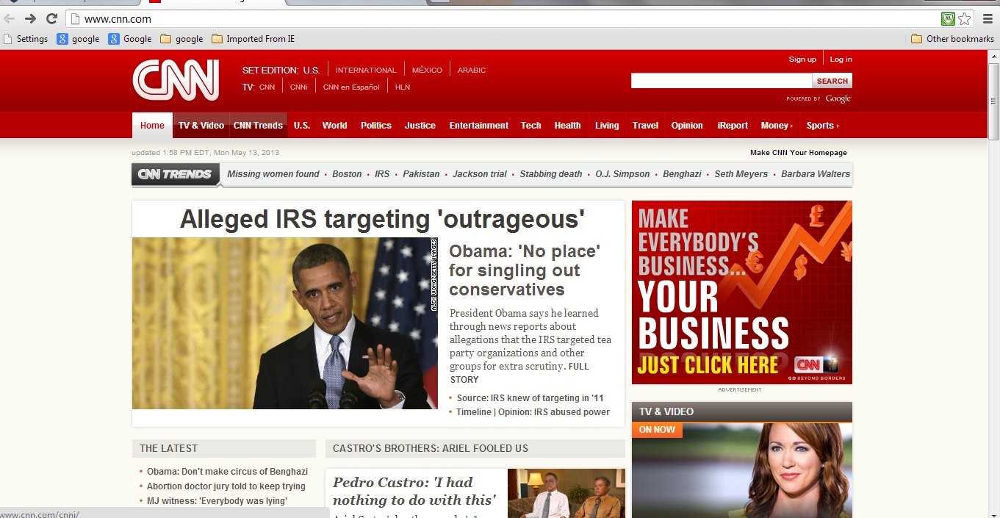 www.cnn.com
Settings google Google google Imported From IE Other bookmarks
Sign up Log in
CNN
SET EDITION: U.S. INTERNATIONAL MÉXICO ARABIC
TV: CNN CNNi CNN en Español HLN
SEARCH
POWERED BY Google
Home TV & Video CNN Trends U.S. World Politics Justice Entertainment Tech Health Living Travel Opinion iReport Money Sports
updated 1:58 PM EDT, Mon May 13, 2013
Make CNN Your Homepage
CNN TRENDS Missing women found • Boston • IRS • Pakistan • Jackson trial • Stabbing death • O.J. Simpson • Benghazi • Seth Meyers • Barbara Walters
Alleged IRS targeting 'outrageous'
ALEX WONG/GETTY IMAGES
Obama: 'No place'
for singling out
conservatives
President Obama says he learned
through news reports about
allegations that the IRS targeted tea
party organizations and other
groups for extra scrutiny. FULL
STORY
• Source: IRS knew of targeting in '11
• Timeline | Opinion: IRS abused power
MAKE
EVERYBODY'S
BUSINESS...
YOUR
BUSINESS
JUST CLICK HERE
CNN
GO BEYOND BORDERS
ADVERTISEMENT
TV & VIDEO
ON NOW
THE LATEST
• Obama: Don't make circus of Benghazi
• Abortion doctor jury told to keep trying
• MJ witness: 'Everybody was lying'
CASTRO'S BROTHERS: ARIEL FOOLED US
Pedro Castro: 'I had
nothing to do with this'
www.cnn.com/cnni/